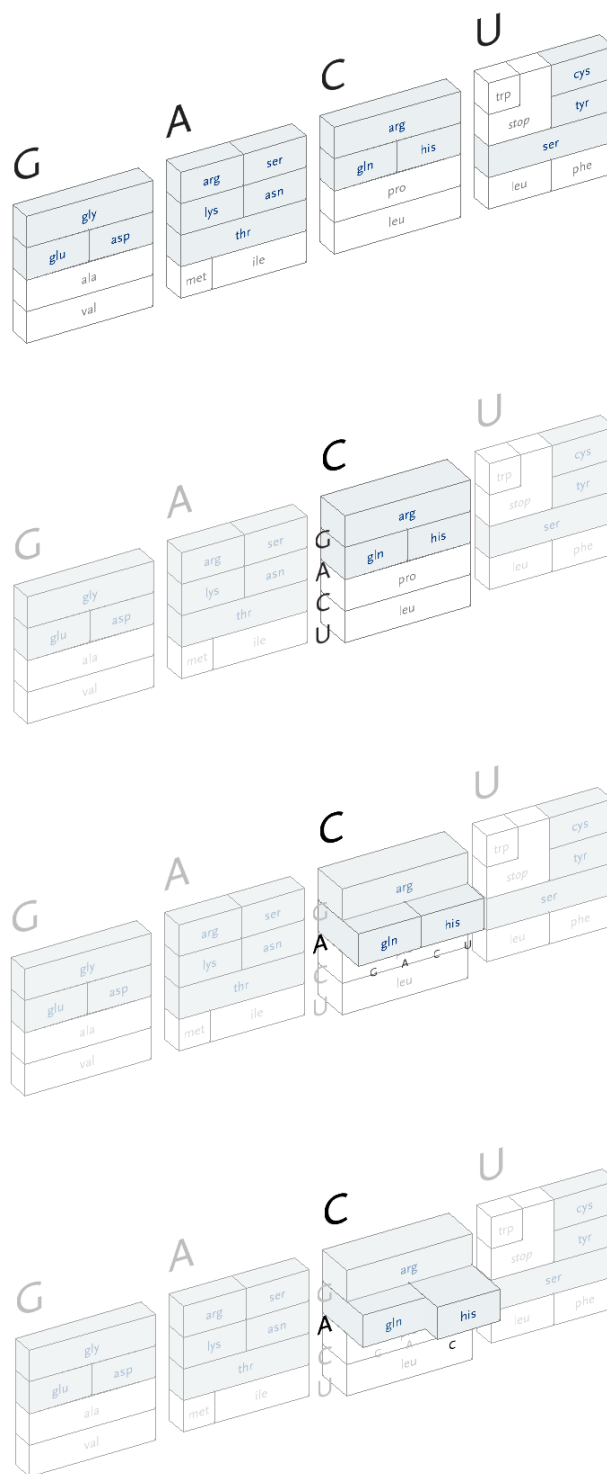 G A C U
gly
glu asp
ala
val
arg ser
lys asn
thr
met ile
arg
gln his
pro
leu
trp cys
stop tyr
ser
leu phe
G A C U
gly
glu asp
ala
val
arg ser
lys asn
thr
met ile
G
A
C
U
arg
gln his
pro
leu
trp cys
stop tyr
ser
leu phe
G A C U
gly
glu asp
ala
val
arg ser
lys asn
thr
met ile
G
A
C
U
arg
gln his
G A C U
leu
trp cys
stop tyr
ser
leu phe
G A C U
gly
glu asp
ala
val
arg ser
lys asn
thr
met ile
G
A
C
U
arg
gln his
G A C
leu
trp cys
stop tyr
ser
leu phe